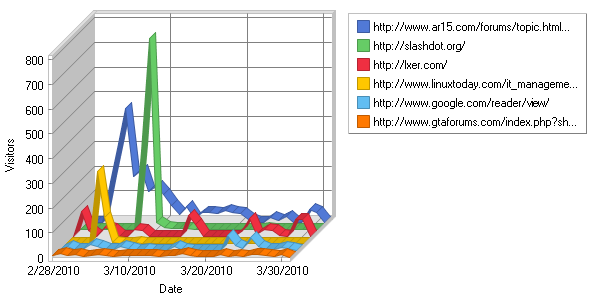 800
700
600
500
400
300
200
100
0
Visitors
2/28/2010 3/10/2010 3/20/2010 3/30/2010
Date
http://www.ar15.com/forums/topic.html...
http://slashdot.org/
http://lxer.com/
http://www.linuxtoday.com/it_manageme...
http://www.google.com/reader/view/
http://www.gtaforums.com/index.php?sh...